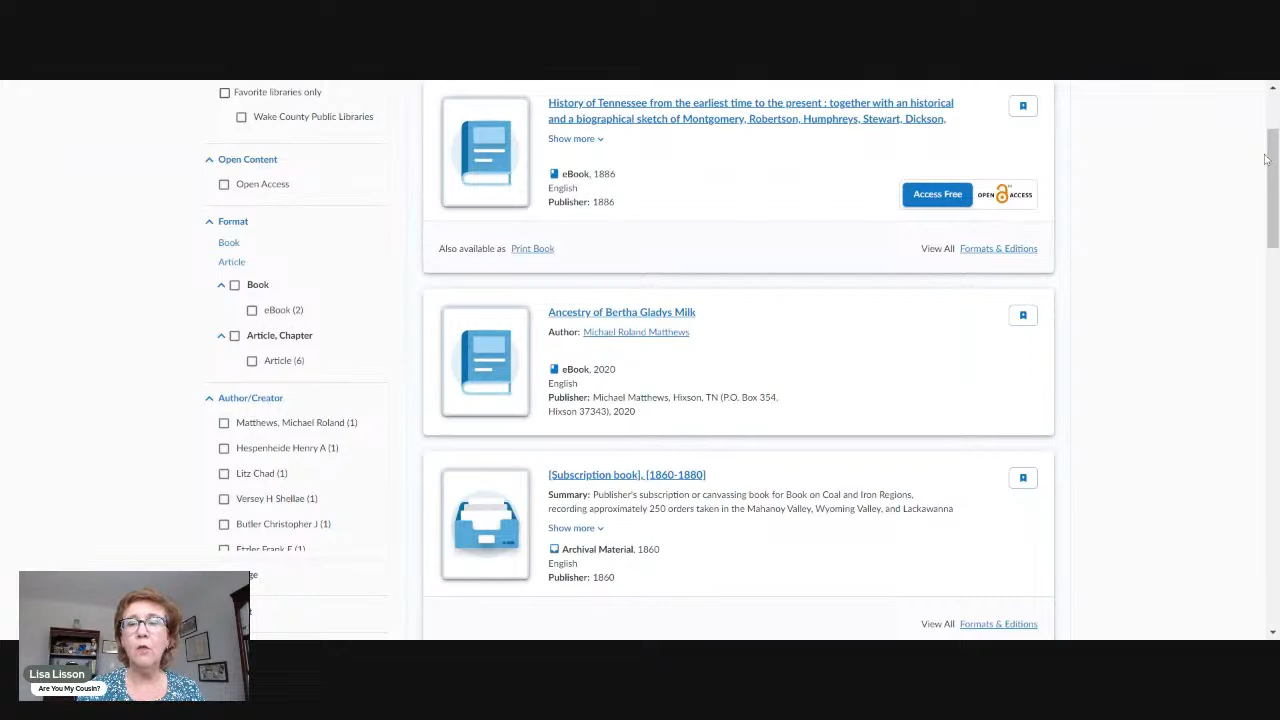 Favorite libraries only
Wake County Public Libraries
Open Content
Open Access
Format
Book
Article
Book
eBook (2)
Article, Chapter
Article (6)
Author/Creator
Matthews, Michael Roland (1)
Hespenheide Henry A (1)
Litz Chad (1)
Versey H Shellae (1)
Butler Christopher J (1)
Etzler Frank E (1)
History of Tennessee from the earliest time to the present : together with an historical
and a biographical sketch of Montgomery, Robertson, Humphreys, Stewart, Dickson,
Show more
eBook, 1886
English
Publisher: 1886
Access Free
OPEN ACCESS
Also available as Print Book
View All Formats & Editions
Ancestry of Bertha Gladys Milk
Author: Michael Roland Matthews
eBook, 2020
English
Publisher: Michael Matthews, Hixson, TN (P.O. Box 354,
Hixson 37343), 2020
[Subscription book], [1860-1880]
Summary: Publisher's subscription or canvassing book for Book on Coal and Iron Regions,
recording approximately 250 orders taken in the Mahanoy Valley, Wyoming Valley, and Lackawanna
Show more
Archival Material, 1860
English
Publisher: 1860
View All Formats & Editions
Lisa Lisson
Are You My Cousin?